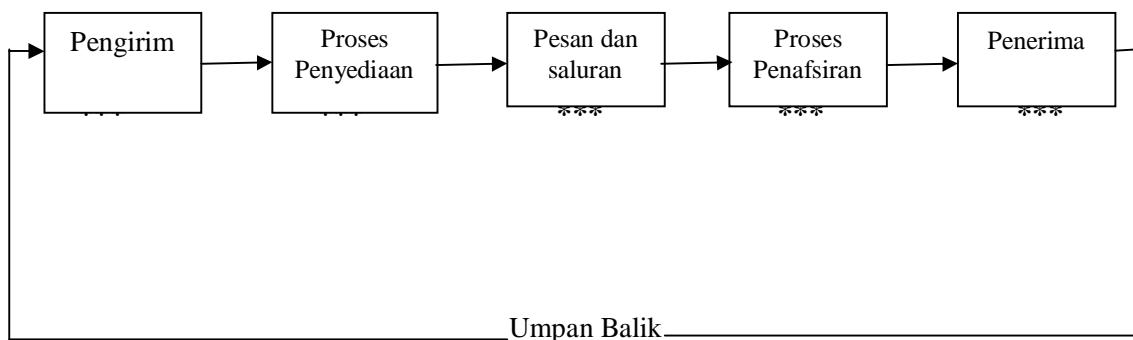 Pengirim
Proses
Penyediaan
Pesan dan
saluran
Proses
Penafsiran
Penerima
***
***
***
Umpan Balik